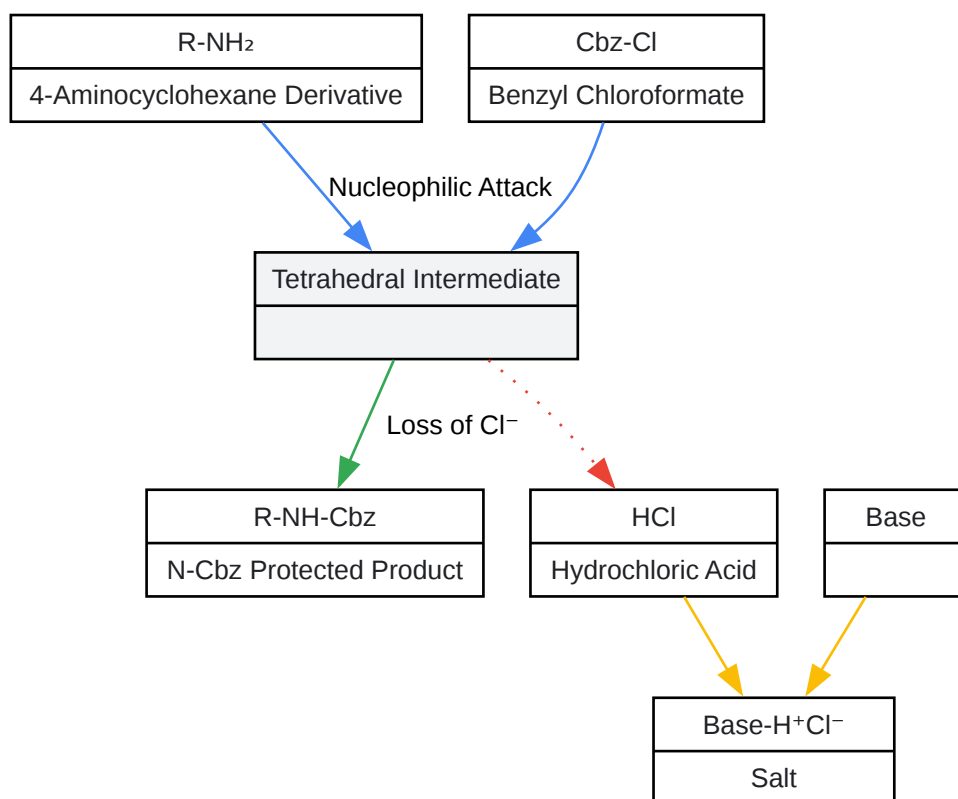 R-NH₂
4-Aminocyclohexane Derivative
Cbz-Cl
Benzyl Chloroformate
Nucleophilic Attack
Tetrahedral Intermediate
Loss of Cl⁻
R-NH-Cbz
N-Cbz Protected Product
HCl
Hydrochloric Acid
Base
Base-H⁺Cl⁻
Salt